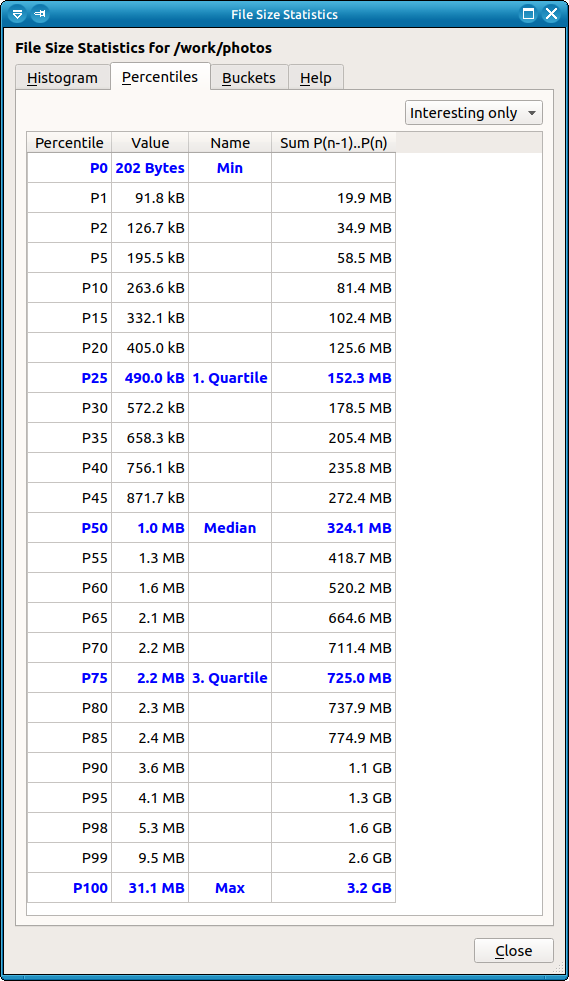 File Size Statistics
File Size Statistics for /work/photos
Histogram Percentiles Buckets Help
Interesting only
Percentile Value Name Sum P(n-1)..P(n)
P0 202 Bytes Min
P1 91.8 kB 19.9 MB
P2 126.7 kB 34.9 MB
P5 195.5 kB 58.5 MB
P10 263.6 kB 81.4 MB
P15 332.1 kB 102.4 MB
P20 405.0 kB 125.6 MB
P25 490.0 kB 1. Quartile 152.3 MB
P30 572.2 kB 178.5 MB
P35 658.3 kB 205.4 MB
P40 756.1 kB 235.8 MB
P45 871.7 kB 272.4 MB
P50 1.0 MB Median 324.1 MB
P55 1.3 MB 418.7 MB
P60 1.6 MB 520.2 MB
P65 2.1 MB 664.6 MB
P70 2.2 MB 711.4 MB
P75 2.2 MB 3. Quartile 725.0 MB
P80 2.3 MB 737.9 MB
P85 2.4 MB 774.9 MB
P90 3.6 MB 1.1 GB
P95 4.1 MB 1.3 GB
P98 5.3 MB 1.6 GB
P99 9.5 MB 2.6 GB
P100 31.1 MB Max 3.2 GB
Close